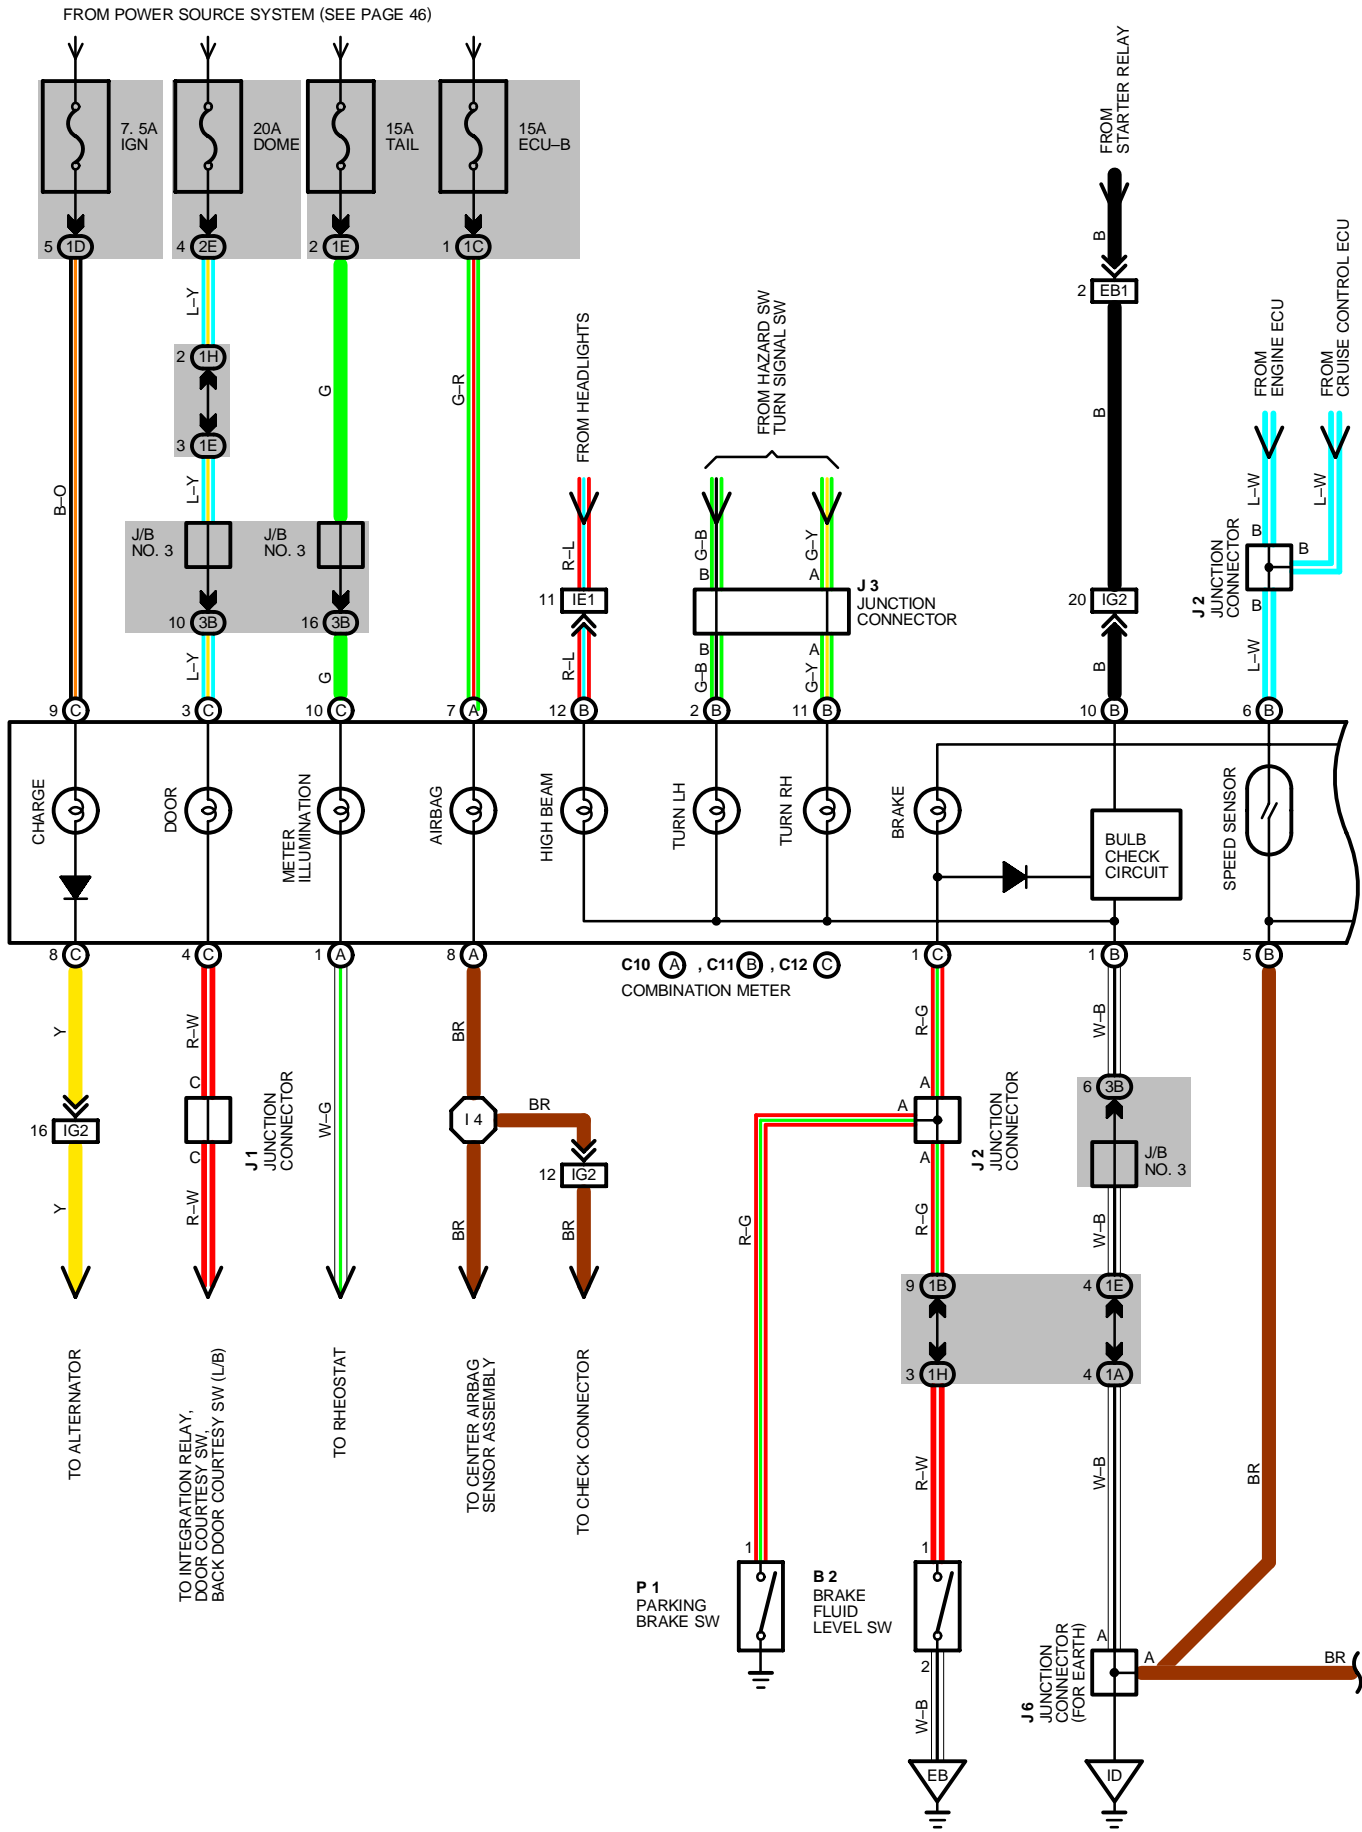 FROM POWER SOURCE SYSTEM (SEE PAGE 46)
7. 5A
IGN
20A
DOME
15A
TAIL
15A
ECU–B
FROM
STARTER RELAY
5 1D
4 2E
2 1E
1 1C
B
2 EB1
FROM
ENGINE ECU
FROM
CRUISE CONTROL ECU
L–Y
2 1H
3 1E
G
G–R
B–O
L–Y
FROM HEADLIGHTS
FROM HAZARD SW
TURN SIGNAL SW
B
L–W
L–W
J/B
NO. 3
J/B
NO. 3
R–L
G–B
G–Y
B
B
J 2
JUNCTION
CONNECTOR
B
A
11 IE1
J 3
JUNCTION
CONNECTOR
20 IG2
B
10 3B
16 3B
L–Y
G
R–L
B
A
G–B
G–Y
B
L–W
9 C
3 C
10 C
7 A
12 B
2 B
11 B
10 B
6 B
CHARGE
DOOR
METER
ILLUMINATION
AIRBAG
HIGH BEAM
TURN LH
TURN RH
BRAKE
BULB
CHECK
CIRCUIT
SPEED SENSOR
8 C
4 C
1 A
8 A
C10 A , C11 B , C12 C
COMBINATION METER
1 C
1 B
5 B
Y
R–W
BR
R–G
W–B
C
J 1
JUNCTION
CONNECTOR
W–G
I 4
BR
A
A
J 2
JUNCTION
CONNECTOR
6 3B
J/B
NO. 3
16 IG2
C
12 IG2
A
Y
R–W
BR
BR
R–G
R–G
W–B
9 1B
4 1E
3 1H
4 1A
TO ALTERNATOR
TO INTEGRATION RELAY,
DOOR COURTESY SW,
BACK DOOR COURTESY SW (L/B)
TO RHEOSTAT
TO CENTER AIRBAG
SENSOR ASSEMBLY
TO CHECK CONNECTOR
R–W
W–B
BR
1
1
P 1
PARKING
BRAKE SW
B 2
BRAKE
FLUID
LEVEL SW
2
W–B
J 6
JUNCTION
CONNECTOR
(FOR EARTH)
A
A
BR
EB
ID